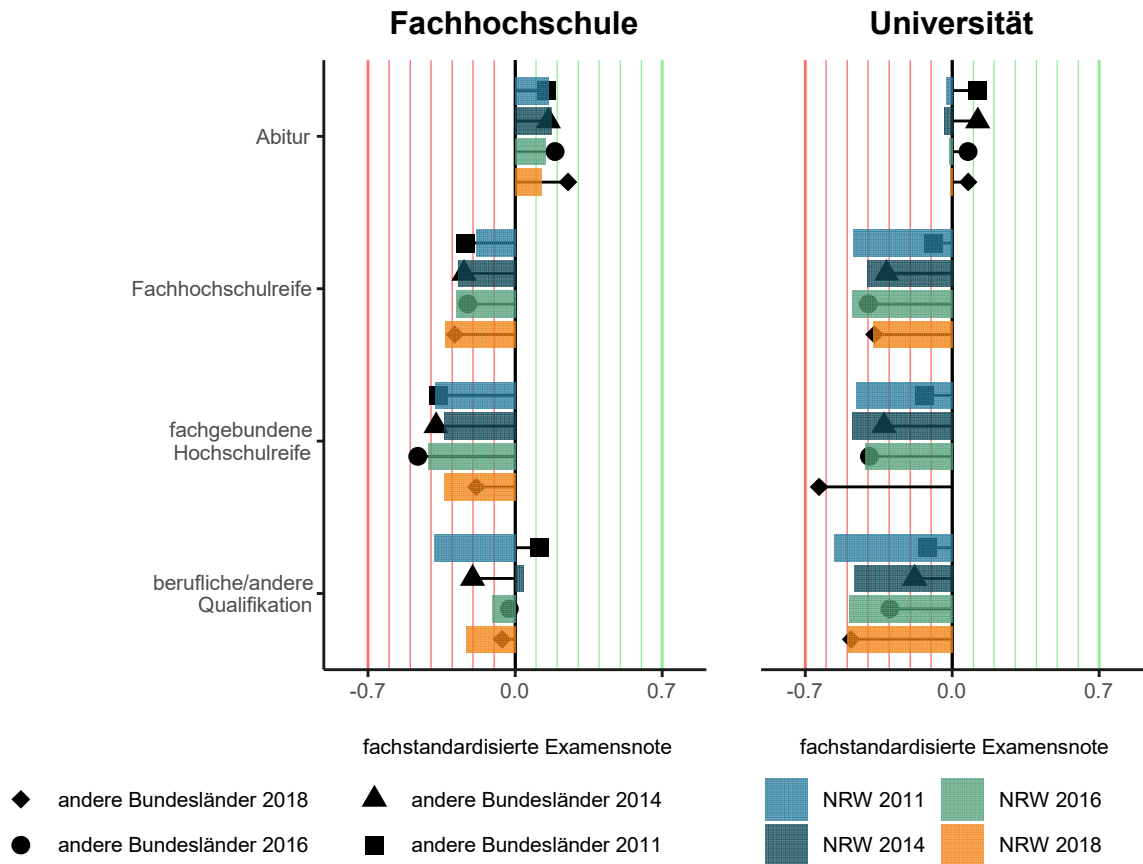 Fachhochschule
Universität
Abitur
Fachhochschulreife
fachgebundene
Hochschulreife
berufliche/andere
Qualifikation
-0.7 0.0 0.7
-0.7 0.0 0.7
fachstandardisierte Examensnote
fachstandardisierte Examensnote
andere Bundesländer 2018
andere Bundesländer 2014
andere Bundesländer 2016
andere Bundesländer 2011
NRW 2011
NRW 2016
NRW 2014
NRW 2018